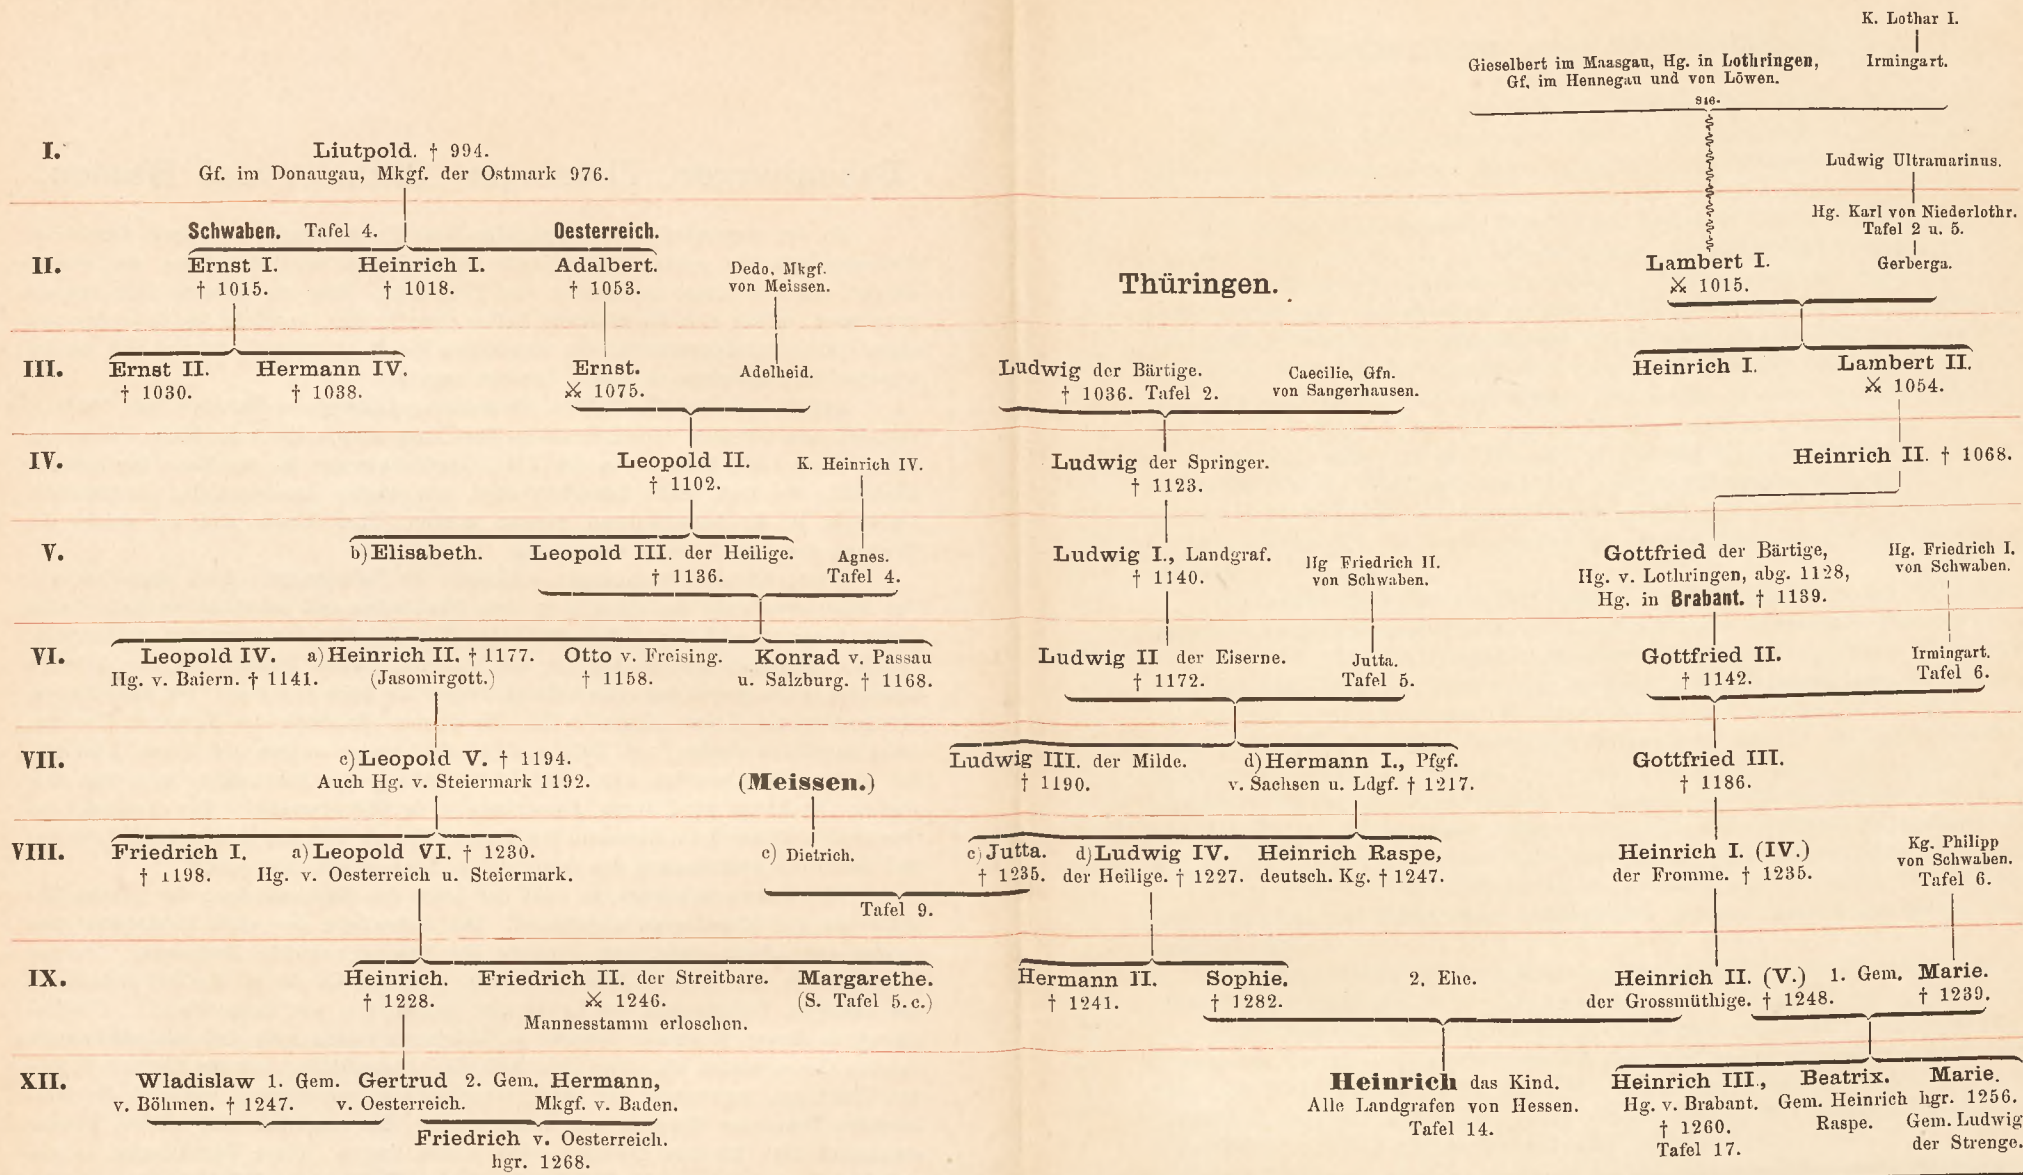 K. Lothar I.
Gieselbert im Maasgau, Hg. in Lothringen, Irmingart.
Gf. im Hennegau und von Löwen.
846.
I. Liutpold. † 994.
Gf. im Donaugau, Mkgf. der Ostmark 976.
Ludwig Ultramarinus.
Hg. Karl von Niederlothr.
Tafel 2 u. 5.
Schwaben. Tafel 4. Oesterreich.
II. Ernst I. Heinrich I. Adalbert. Dedo, Mkgf. Thüringen. Lambert I. Gerberga.
† 1015. † 1018. † 1053. von Meissen. ⚔ 1015.
III. Ernst II. Hermann IV. Ernst. Adelheid. Ludwig der Bärtige. Caecilie, Gfn. Heinrich I. Lambert II.
† 1030. † 1038. ⚔ 1075. † 1036. Tafel 2. von Sangerhausen. ⚔ 1054.
IV. Leopold II. K. Heinrich IV. Ludwig der Springer. Heinrich II. † 1068.
† 1102. † 1123.
V. b) Elisabeth. Leopold III. der Heilige. Agnes. Ludwig I., Landgraf. Hg Friedrich II. Gottfried der Bärtige, Hg. Friedrich I.
† 1136. Tafel 4. † 1140. von Schwaben. Hg. v. Lothringen, abg. 1128, von Schwaben.
Hg. in Brabant. † 1139.
VI. Leopold IV. a) Heinrich II. † 1177. Otto v. Freising. Konrad v. Passau Ludwig II der Eiserne. Jutta. Gottfried II. Irmingart.
Hg. v. Baiern. † 1141. (Jasomirgott.) † 1158. u. Salzburg. † 1168. † 1172. Tafel 5. † 1142. Tafel 6.
VII. c) Leopold V. † 1194. (Meissen.) Ludwig III. der Milde. d) Hermann I., Pfgf. Gottfried III.
Auch Hg. v. Steiermark 1192. † 1190. v. Sachsen u. Ldgf. † 1217. † 1186.
VIII. Friedrich I. a) Leopold VI. † 1230. c) Dietrich. c) Jutta. d) Ludwig IV. Heinrich Raspe, Heinrich I. (IV.) Kg. Philipp
† 1198. Hg. v. Oesterreich u. Steiermark. † 1235. der Heilige. † 1227. deutsch. Kg. † 1247. der Fromme. † 1235. von Schwaben.
Tafel 6.
Tafel 9.
IX. Heinrich. Friedrich II. der Streitbare. Margarethe. Hermann II. Sophie. 2. Ehe. Heinrich II. (V.) 1. Gem. Marie.
† 1228. ⚔ 1246. (S. Tafel 5.c.) † 1241. † 1282. der Grossmüthige. † 1248. † 1239.
Mannesstamm erloschen.
XII. Wladislaw 1. Gem. Gertrud 2. Gem. Hermann, Heinrich das Kind. Heinrich III., Beatrix. Marie.
v. Böhmen. † 1247. v. Oesterreich. Mkgf. v. Baden. Alle Landgrafen von Hessen. Hg. v. Brabant. Gem. Heinrich hgr. 1256.
Tafel 14. † 1260. Raspe. Gem. Ludwig
Friedrich v. Oesterreich. Tafel 17. der Strenge.
hgr. 1268.